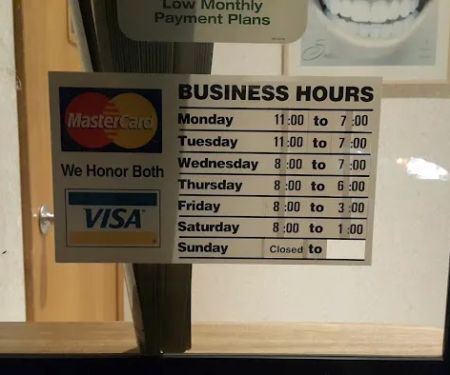 Low Monthly
Payment Plans
BUSINESS HOURS
MasterCard
We Honor Both
VISA
Monday 11:00 to 7:00
Tuesday 11:00 to 7:00
Wednesday 8:00 to 7:00
Thursday 8:00 to 6:00
Friday 8:00 to 3:00
Saturday 8:00 to 1:00
Sunday Closed to